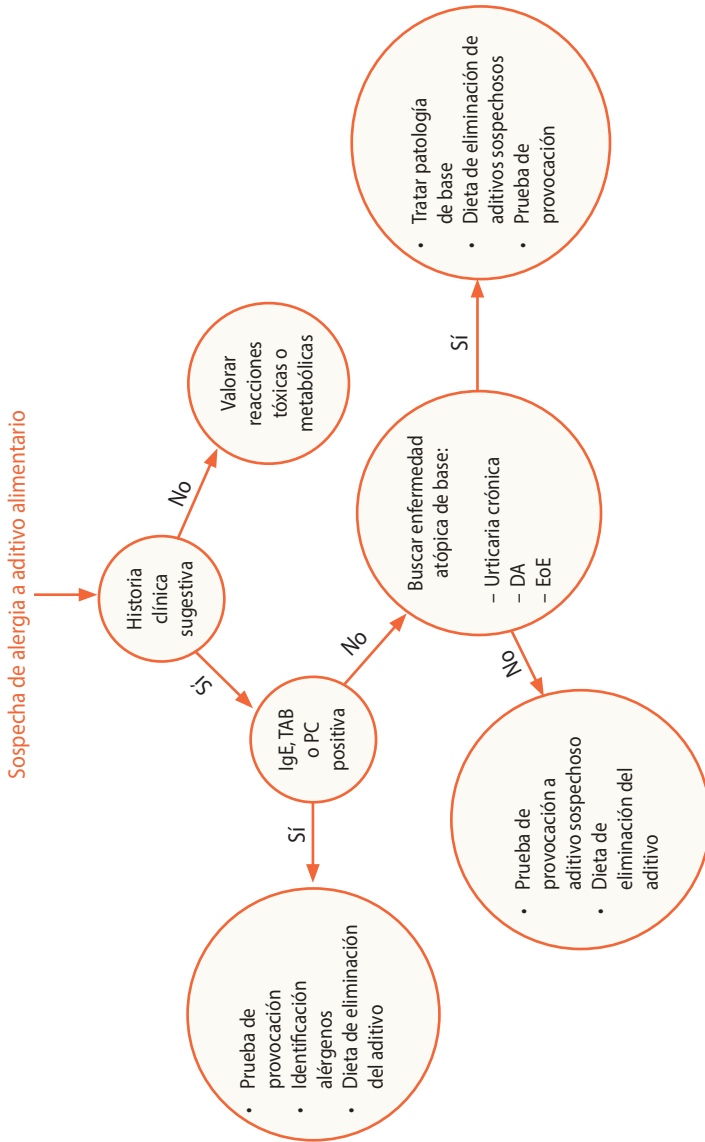 Sospecha de alergia a aditivo alimentario
Historia
clínica
sugestiva
No
Valorar
reacciones
tóxicas o
metabólicas
Sí
IgE, TAB
o PC
positiva
Sí
• Prueba de
provocación
• Identificación
alérgenos
• Dieta de eliminación
del aditivo
No
Buscar enfermedad
atópica de base:
– Urticaria crónica
– DA
– EoE
Sí
• Tratar patología
de base
• Dieta de eliminación de
aditivos sospechosos
• Prueba de
provocación
No
• Prueba de
provocación a
aditivo sospechoso
• Dieta de
eliminación del
aditivo